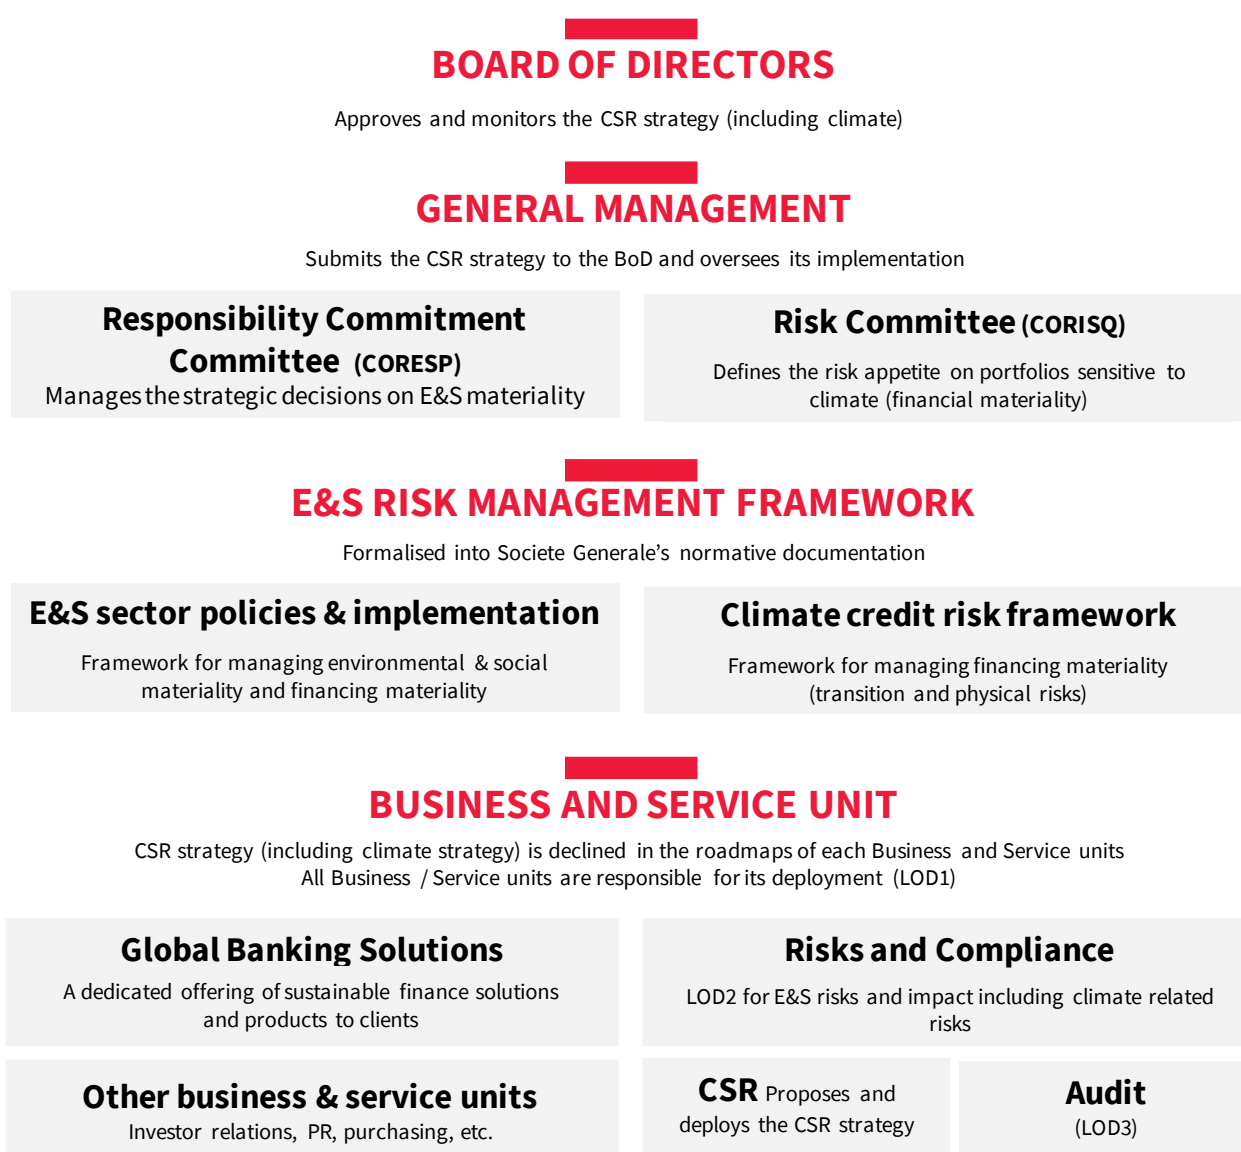 BOARD OF DIRECTORS
Approves and monitors the CSR strategy (including climate)
GENERAL MANAGEMENT
Submits the CSR strategy to the BoD and oversees its implementation
Responsibility Commitment
Committee (CORESP)
Manages the strategic decisions on E&S materiality
Risk Committee (CORISQ)
Defines the risk appetite on portfolios sensitive to
climate (financial materiality)
E&S RISK MANAGEMENT FRAMEWORK
Formalised into Societe Generale’s normative documentation
E&S sector policies & implementation
Framework for managing environmental & social
materiality and financing materiality
Climate credit risk framework
Framework for managing financing materiality
(transition and physical risks)
BUSINESS AND SERVICE UNIT
CSR strategy (including climate strategy) is declined in the roadmaps of each Business and Service units
All Business / Service units are responsible for its deployment (LOD1)
Global Banking Solutions
A dedicated offering of sustainable finance solutions
and products to clients
Risks and Compliance
LOD2 for E&S risks and impact including climate related
risks
Other business & service units
Investor relations, PR, purchasing, etc.
CSR Proposes and
deploys the CSR strategy
Audit
(LOD3)